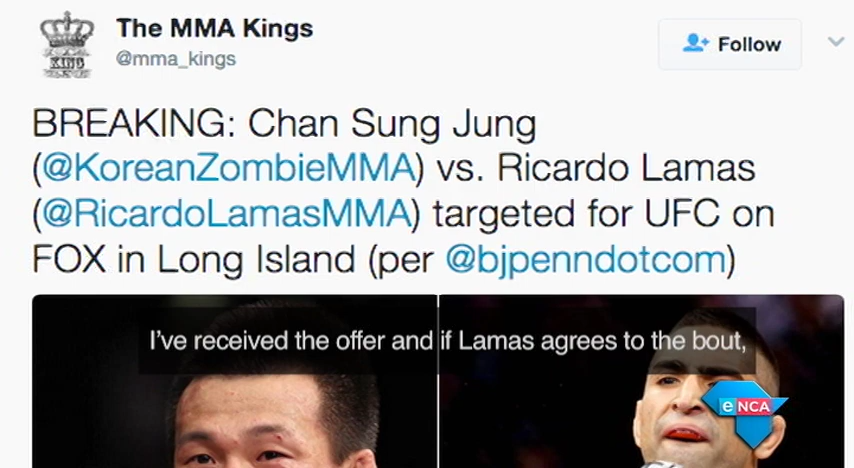 The MMA Kings
@mma_kings
Follow
KING
BREAKING: Chan Sung Jung
(@KoreanZombieMMA) vs. Ricardo Lamas
(@RicardoLamasMMA) targeted for UFC on
FOX in Long Island (per @bjpenndotcom)
I've received the offer and if Lamas agrees to the bout,
eNCA